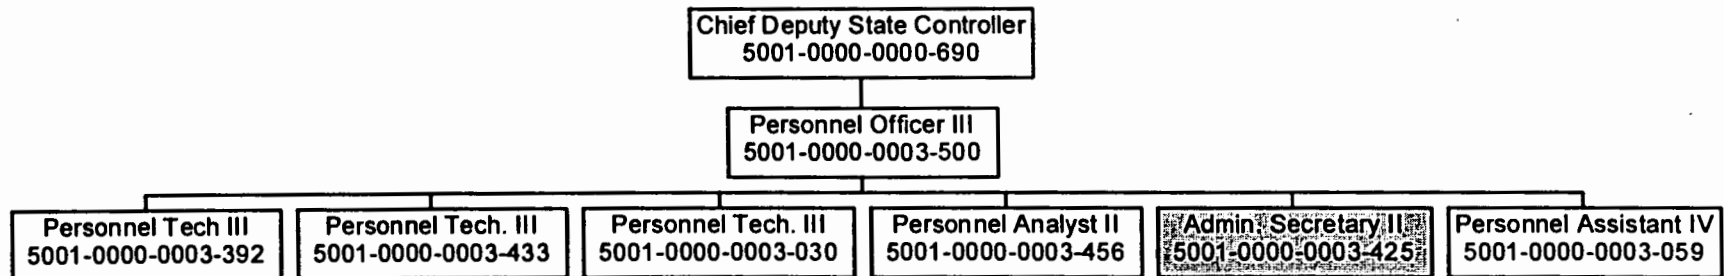 Chief Deputy State Controller
5001-0000-0000-690
Personnel Officer III
5001-0000-0003-500
Personnel Tech III
5001-0000-0003-392
Personnel Tech. III
5001-0000-0003-433
Personnel Tech. III
5001-0000-0003-030
Personnel Analyst II
5001-0000-0003-456
Admin. Secretary II
5001-0000-0003-425
Personnel Assistant IV
5001-0000-0003-059